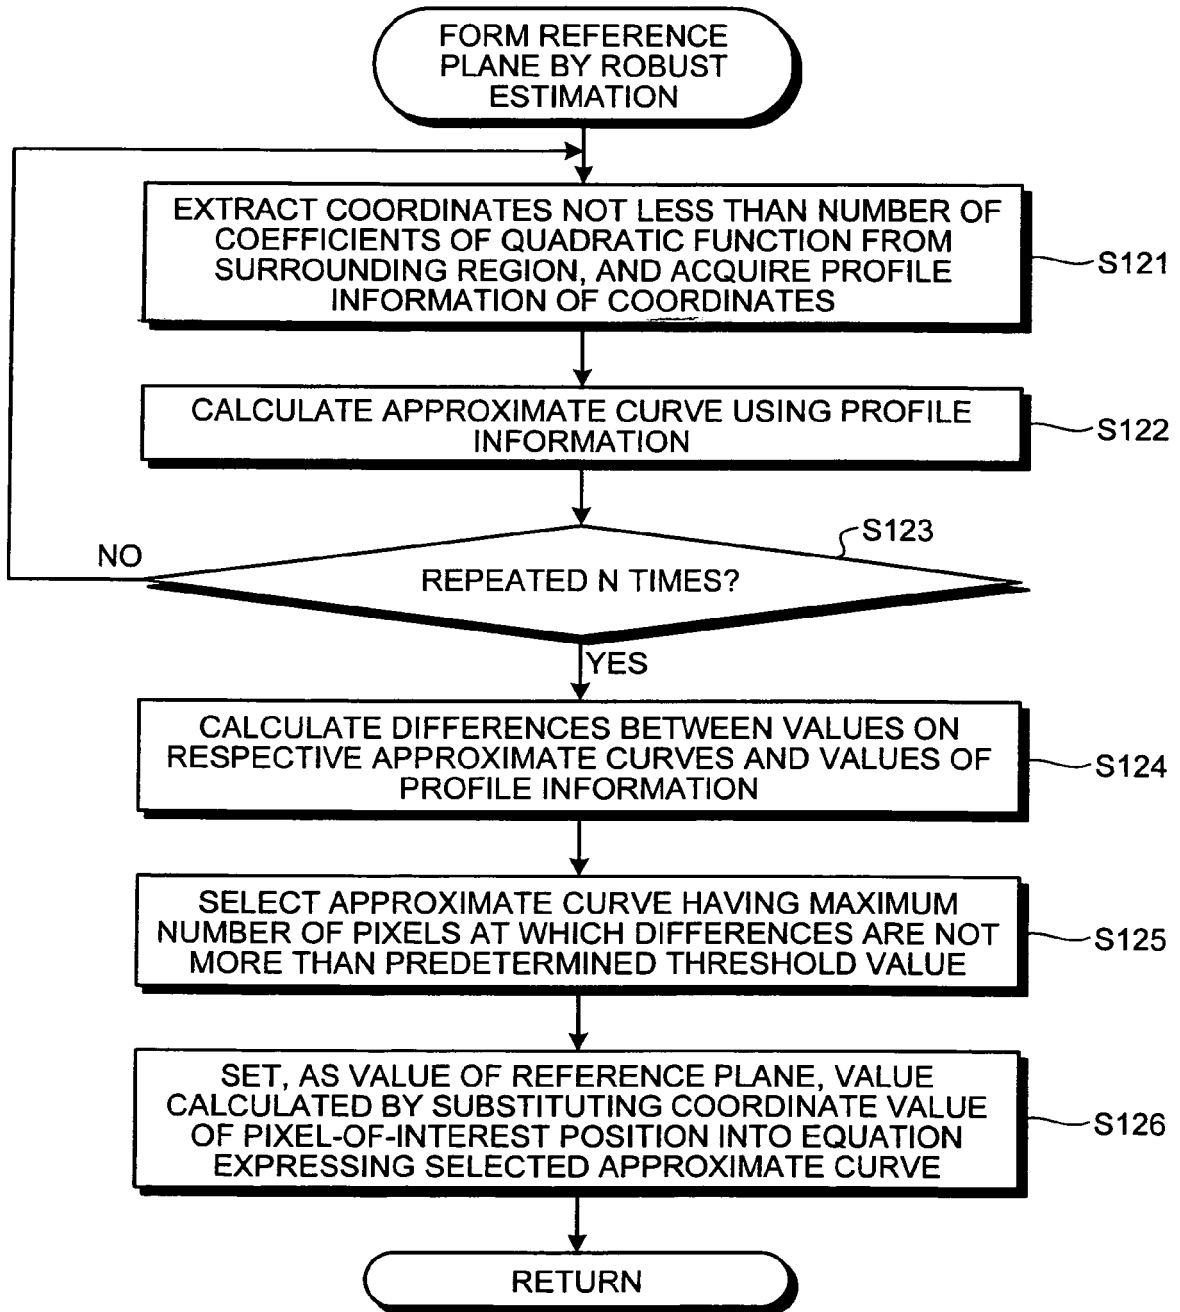 FORM REFERENCE
PLANE BY ROBUST
ESTIMATION
EXTRACT COORDINATES NOT LESS THAN NUMBER OF
COEFFICIENTS OF QUADRATIC FUNCTION FROM
SURROUNDING REGION, AND ACQUIRE PROFILE
INFORMATION OF COORDINATES
S121
CALCULATE APPROXIMATE CURVE USING PROFILE
INFORMATION
S122
S123
NO
REPEATED N TIMES?
YES
CALCULATE DIFFERENCES BETWEEN VALUES ON
RESPECTIVE APPROXIMATE CURVES AND VALUES OF
PROFILE INFORMATION
S124
SELECT APPROXIMATE CURVE HAVING MAXIMUM
NUMBER OF PIXELS AT WHICH DIFFERENCES ARE NOT
MORE THAN PREDETERMINED THRESHOLD VALUE
S125
SET, AS VALUE OF REFERENCE PLANE, VALUE
CALCULATED BY SUBSTITUTING COORDINATE VALUE
OF PIXEL-OF-INTEREST POSITION INTO EQUATION
EXPRESSING SELECTED APPROXIMATE CURVE
S126
RETURN